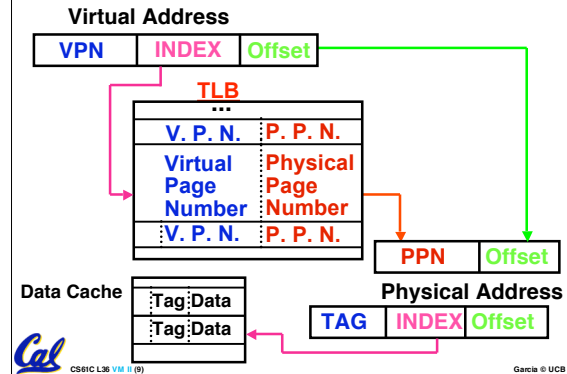 Virtual Address
VPN INDEX Offset
TLB
...
V. P. N. P. P. N.
Virtual Physical
Page Page
Number Number
V. P. N. P. P. N.
PPN Offset
Data Cache
Physical Address
Tag Data
Tag Data
TAG INDEX Offset
Cal
CS61C L36 VM II (9)
Garcia © UCB